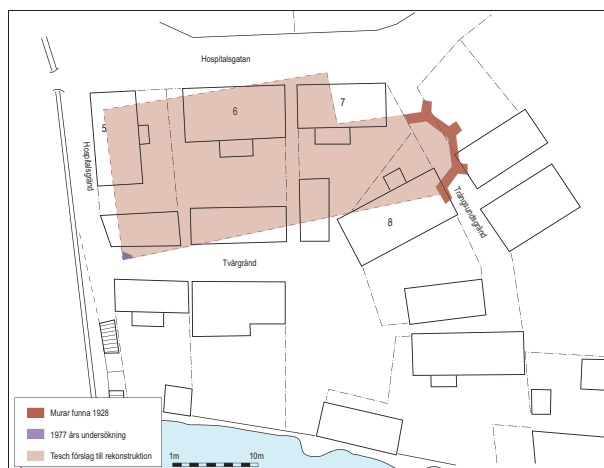 Hospitalsgatan
5
6
7
Hospitalsgränd
Trångsundsgränd
8
Tvärgränd
Murar funna 1928
1977 års undersökning
Tesch förslag till rekonstruktion
1m
10m